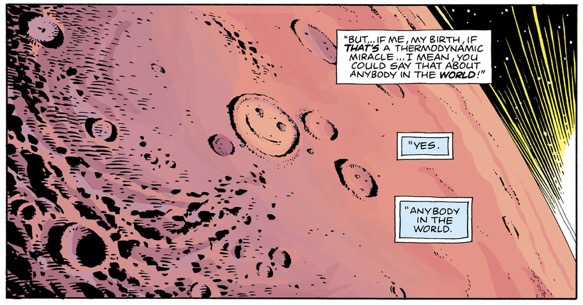 "BUT...IF ME, MY BIRTH, IF
THAT'S A THERMODYNAMIC
MIRACLE...I MEAN, YOU
COULD SAY THAT ABOUT
ANYBODY IN THE WORLD!"
"YES.
"ANYBODY
IN THE
WORLD.